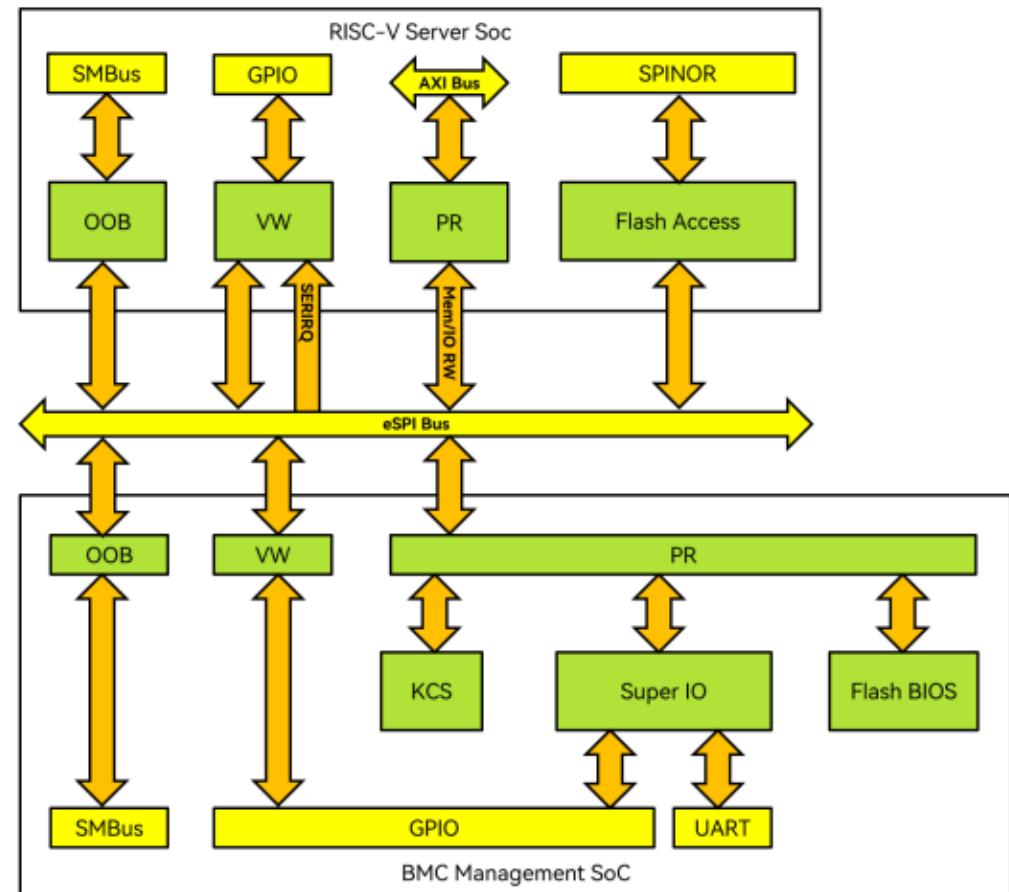 RISC-V Server Soc
SMBus
GPIO
AXI Bus
SPINOR
OOB
VW
PR
Flash Access
SERIRQ
Mem/IO RW
eSPI Bus
OOB
VW
PR
KCS
Super IO
Flash BIOS
SMBus
GPIO
UART
BMC Management SoC